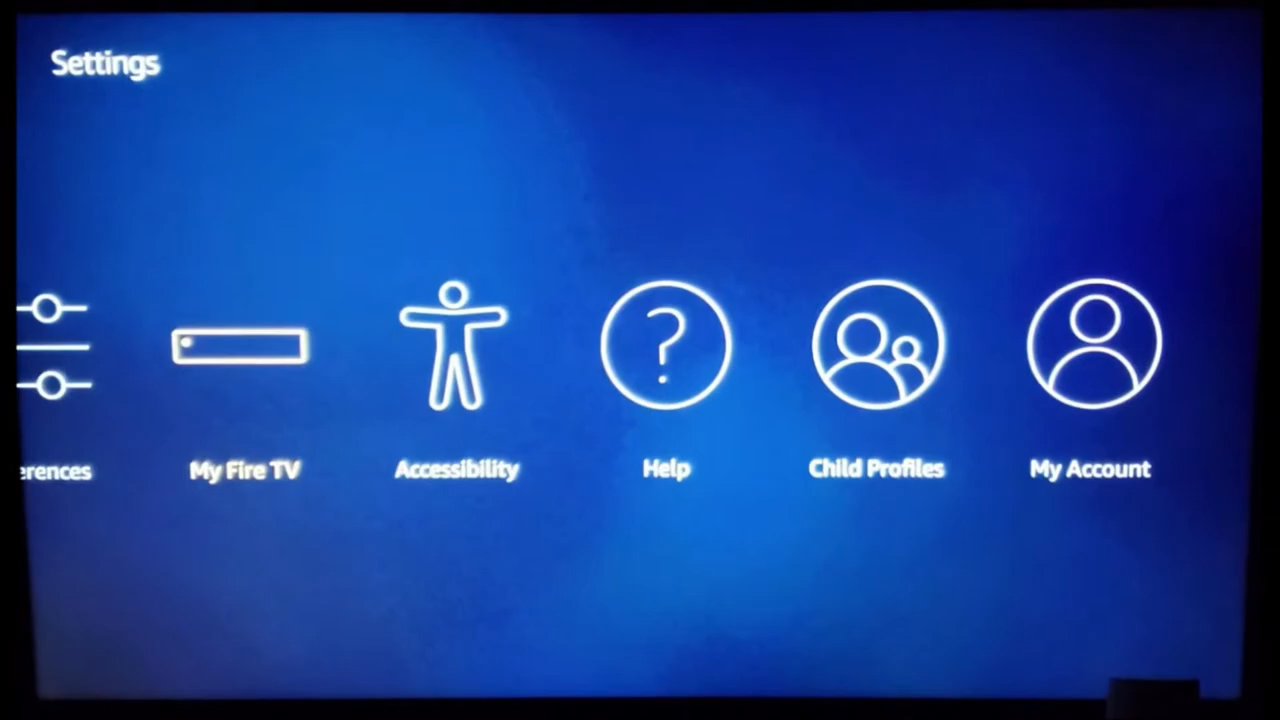 Settings
erences
My Fire TV
Accessibility
Help
Child Profiles
My Account